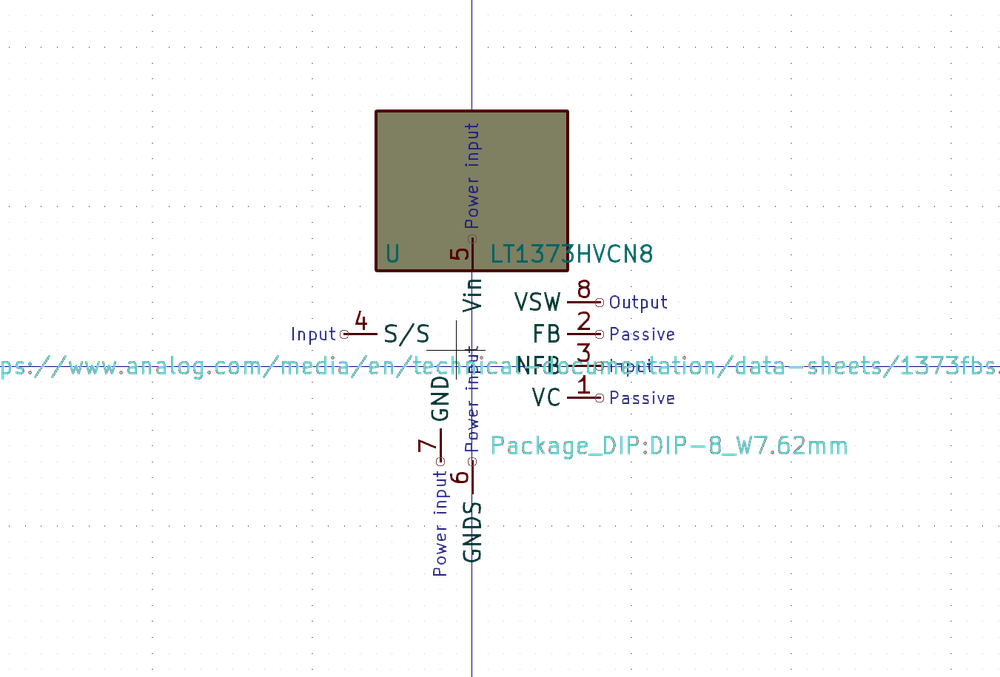 Power input
5
U
LT1373HVCN8
Vin
VSW
8
Output
Input
4
S/S
FB
2
Passive
ps://www.analog.com/media/en/technical-documentation/data-sheets/1373fbs.
NFB
3
Input
GND
Power input
VC
1
Passive
7
Package_DIP:DIP-8_W7.62mm
6
Power input
GNDS